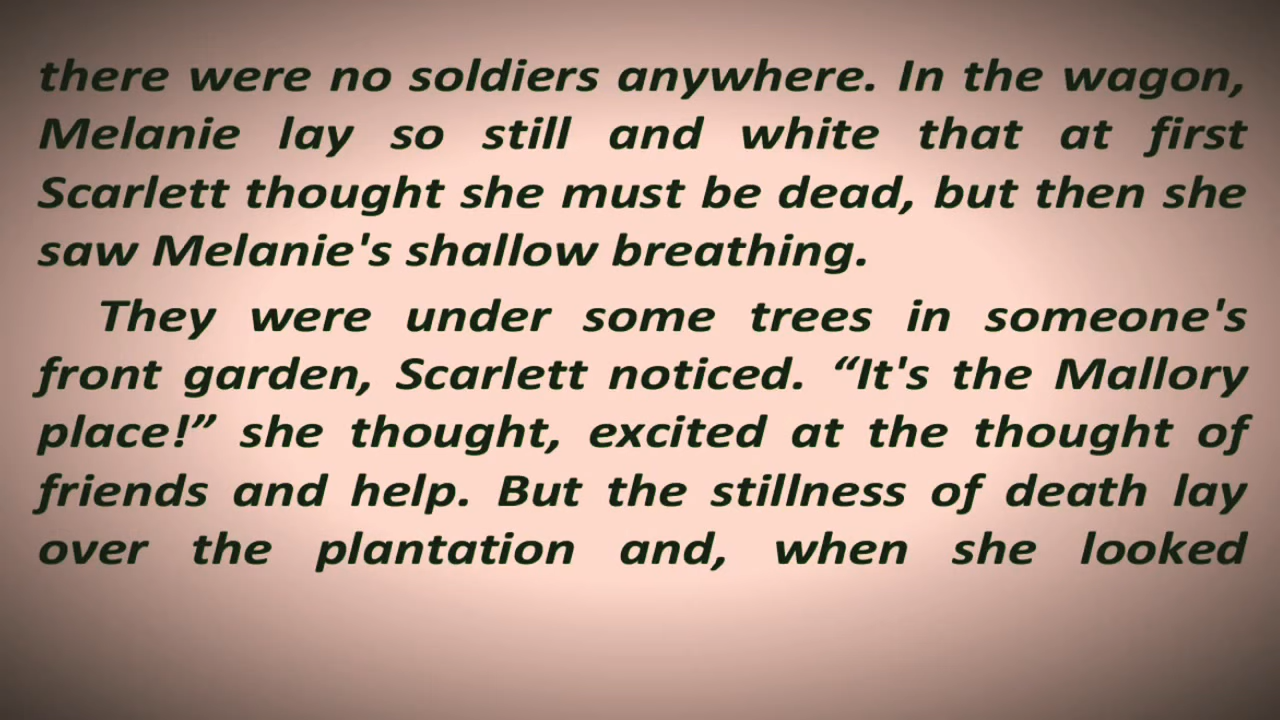 there were no soldiers anywhere. In the wagon,
Melanie lay so still and white that at first
Scarlett thought she must be dead, but then she
saw Melanie's shallow breathing.
They were under some trees in someone's
front garden, Scarlett noticed. “It's the Mallory
place!” she thought, excited at the thought of
friends and help. But the stillness of death lay
over the plantation and, when she looked